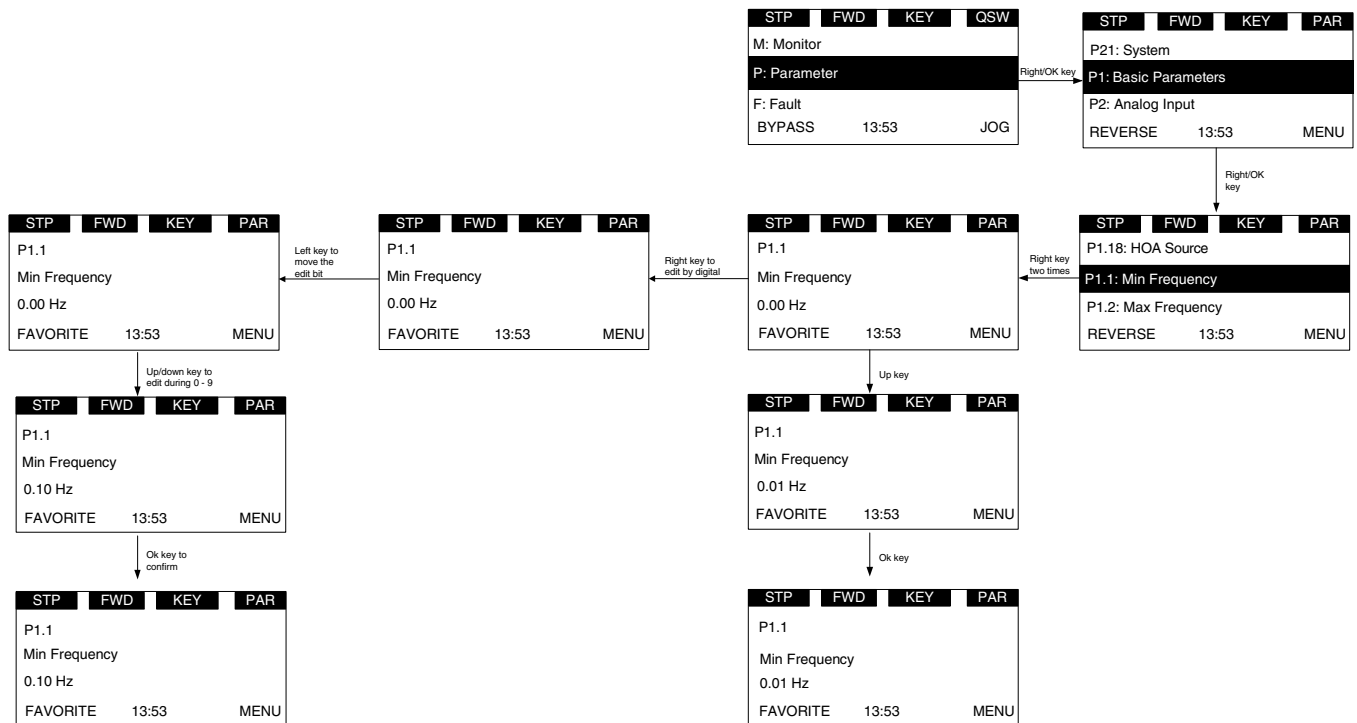 STP FWD KEY QSW
M: Monitor
P: Parameter
F: Fault
BYPASS 13:53 JOG
Right/OK key
STP FWD KEY PAR
P21: System
P1: Basic Parameters
P2: Analog Input
REVERSE 13:53 MENU
Right/OK
key
STP FWD KEY PAR
P1.18: HOA Source
P1.1: Min Frequency
P1.2: Max Frequency
REVERSE 13:53 MENU
Right key
two times
STP FWD KEY PAR
P1.1
Min Frequency
0.00 Hz
FAVORITE 13:53 MENU
Right key to
edit by digital
STP FWD KEY PAR
P1.1
Min Frequency
0.00 Hz
FAVORITE 13:53 MENU
Left key to
move the
edit bit
STP FWD KEY PAR
P1.1
Min Frequency
0.00 Hz
FAVORITE 13:53 MENU
Up/down key to
edit during 0 - 9
STP FWD KEY PAR
P1.1
Min Frequency
0.10 Hz
FAVORITE 13:53 MENU
Ok key to
confirm
STP FWD KEY PAR
P1.1
Min Frequency
0.10 Hz
FAVORITE 13:53 MENU
Up key
STP FWD KEY PAR
P1.1
Min Frequency
0.01 Hz
FAVORITE 13:53 MENU
Ok key
STP FWD KEY PAR
P1.1
Min Frequency
0.01 Hz
FAVORITE 13:53 MENU